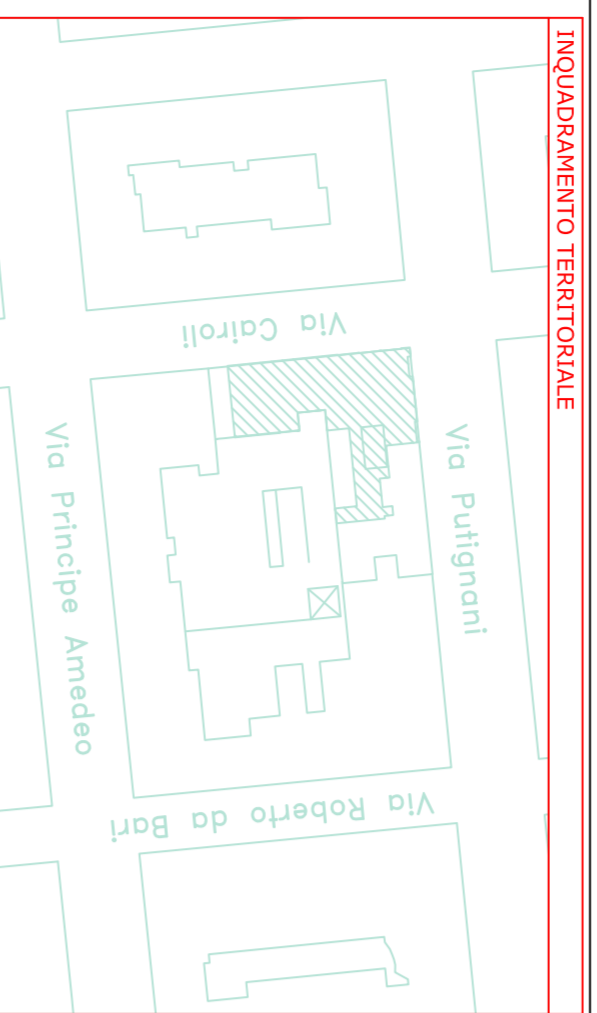 INQUADRAMENTO TERRITORIALE
Via Cairoli
Via Putignani
Via Principe Amedeo
Via Roberto da Bari